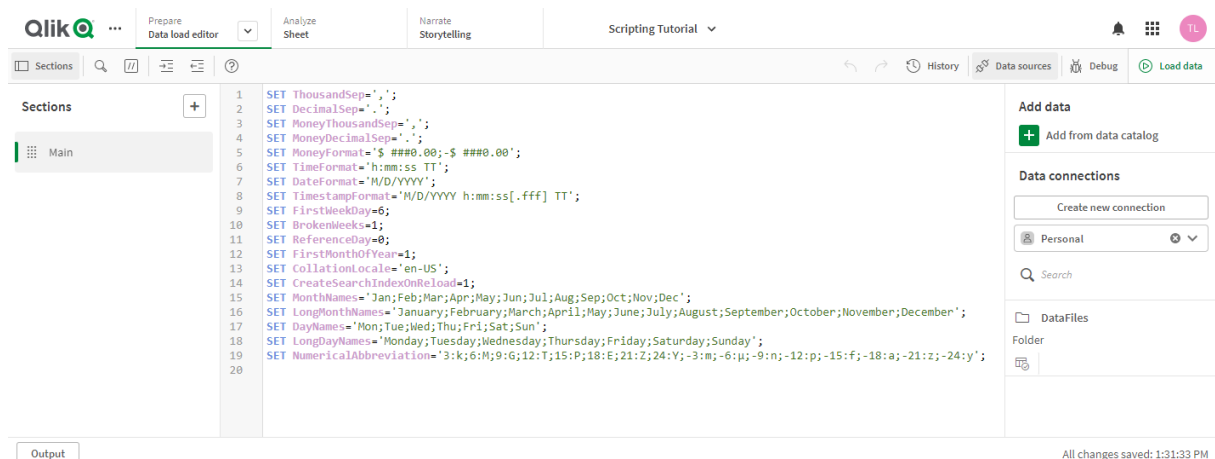 Qlik
Prepare
Data load editor
Analyze
Sheet
Narrate
Storytelling
Scripting Tutorial
TL
Sections
History
Data sources
Debug
Load data
Sections
Main
1 SET ThousandSep=',';
2 SET DecimalSep='.';
3 SET MoneyThousandSep=',';
4 SET MoneyDecimalSep='.';
5 SET MoneyFormat='$ ###0.00;-$ ###0.00';
6 SET TimeFormat='h:mm:ss TT';
7 SET DateFormat='M/D/YYYY';
8 SET TimestampFormat='M/D/YYYY h:mm:ss[.fff] TT';
9 SET FirstWeekDay=6;
10 SET BrokenWeeks=1;
11 SET ReferenceDay=0;
12 SET FirstMonthOfYear=1;
13 SET CollationLocale='en-US';
14 SET CreateSearchIndexOnReload=1;
15 SET MonthNames='Jan;Feb;Mar;Apr;May;Jun;Jul;Aug;Sep;Oct;Nov;Dec';
16 SET LongMonthNames='January;February;March;April;May;June;July;August;September;October;November;December';
17 SET DayNames='Mon;Tue;Wed;Thu;Fri;Sat;Sun';
18 SET LongDayNames='Monday;Tuesday;Wednesday;Thursday;Friday;Saturday;Sunday';
19 SET NumericalAbbreviation='3:k;6:M;9:G;12:T;15:P;18:E;21:Z;24:Y;-3:m;-6:μ;-9:n;-12:p;-15:f;-18:a;-21:z;-24:y';
20
Add data
Add from data catalog
Data connections
Create new connection
Personal
Search
DataFiles
Folder
Output
All changes saved: 1:31:33 PM